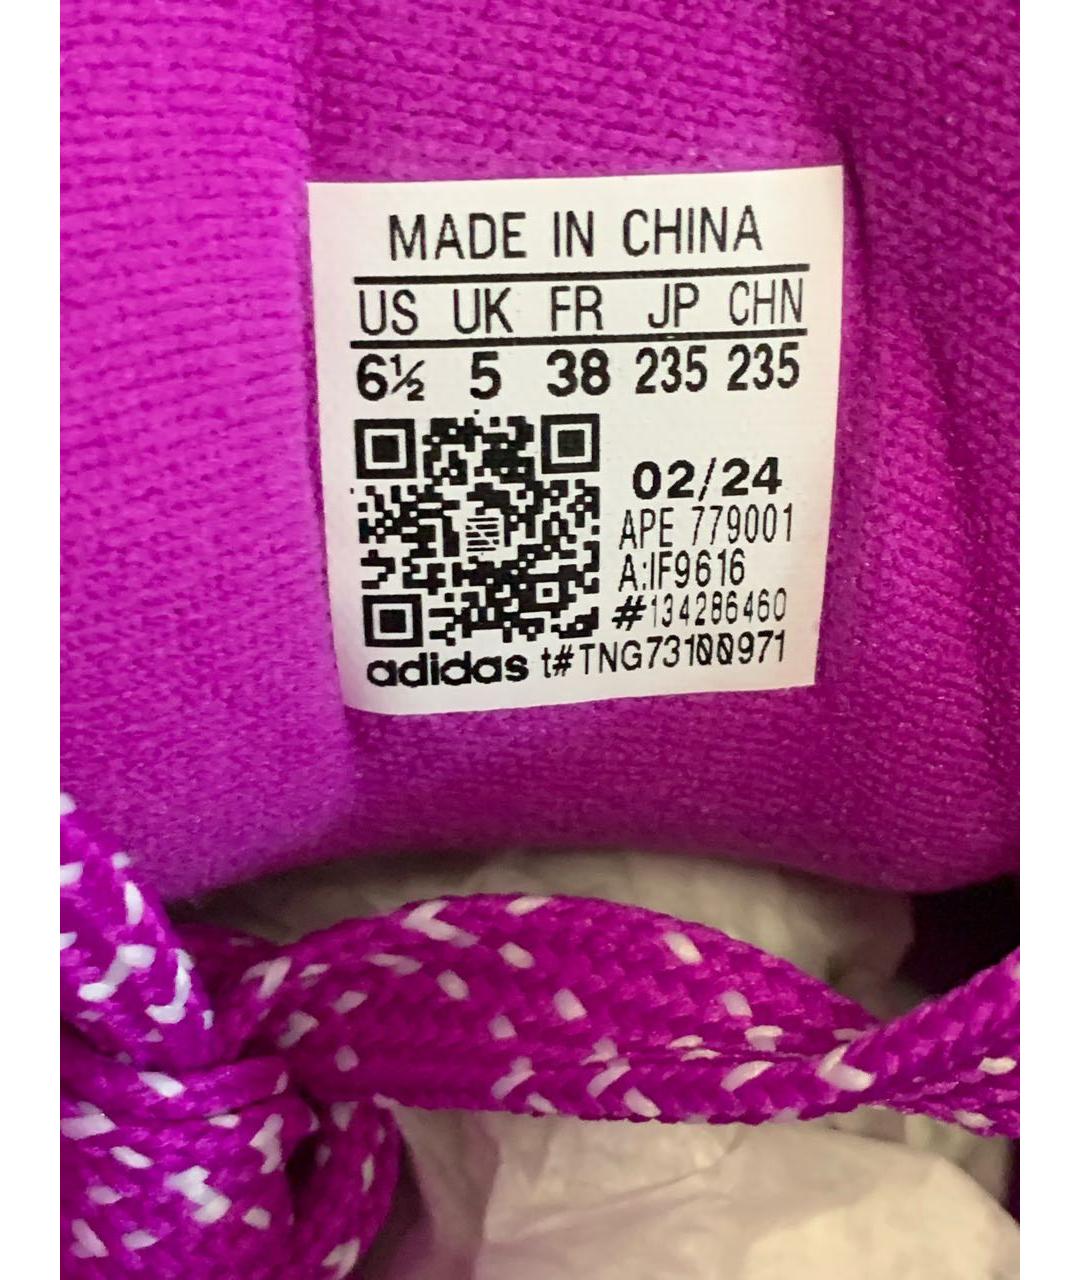 MADE IN CHINA
US UK FR JP CHN
6½ 5 38 235 235
02/24
APE 779001
A:IF9616
#134286460
adidas t#TNG73100971